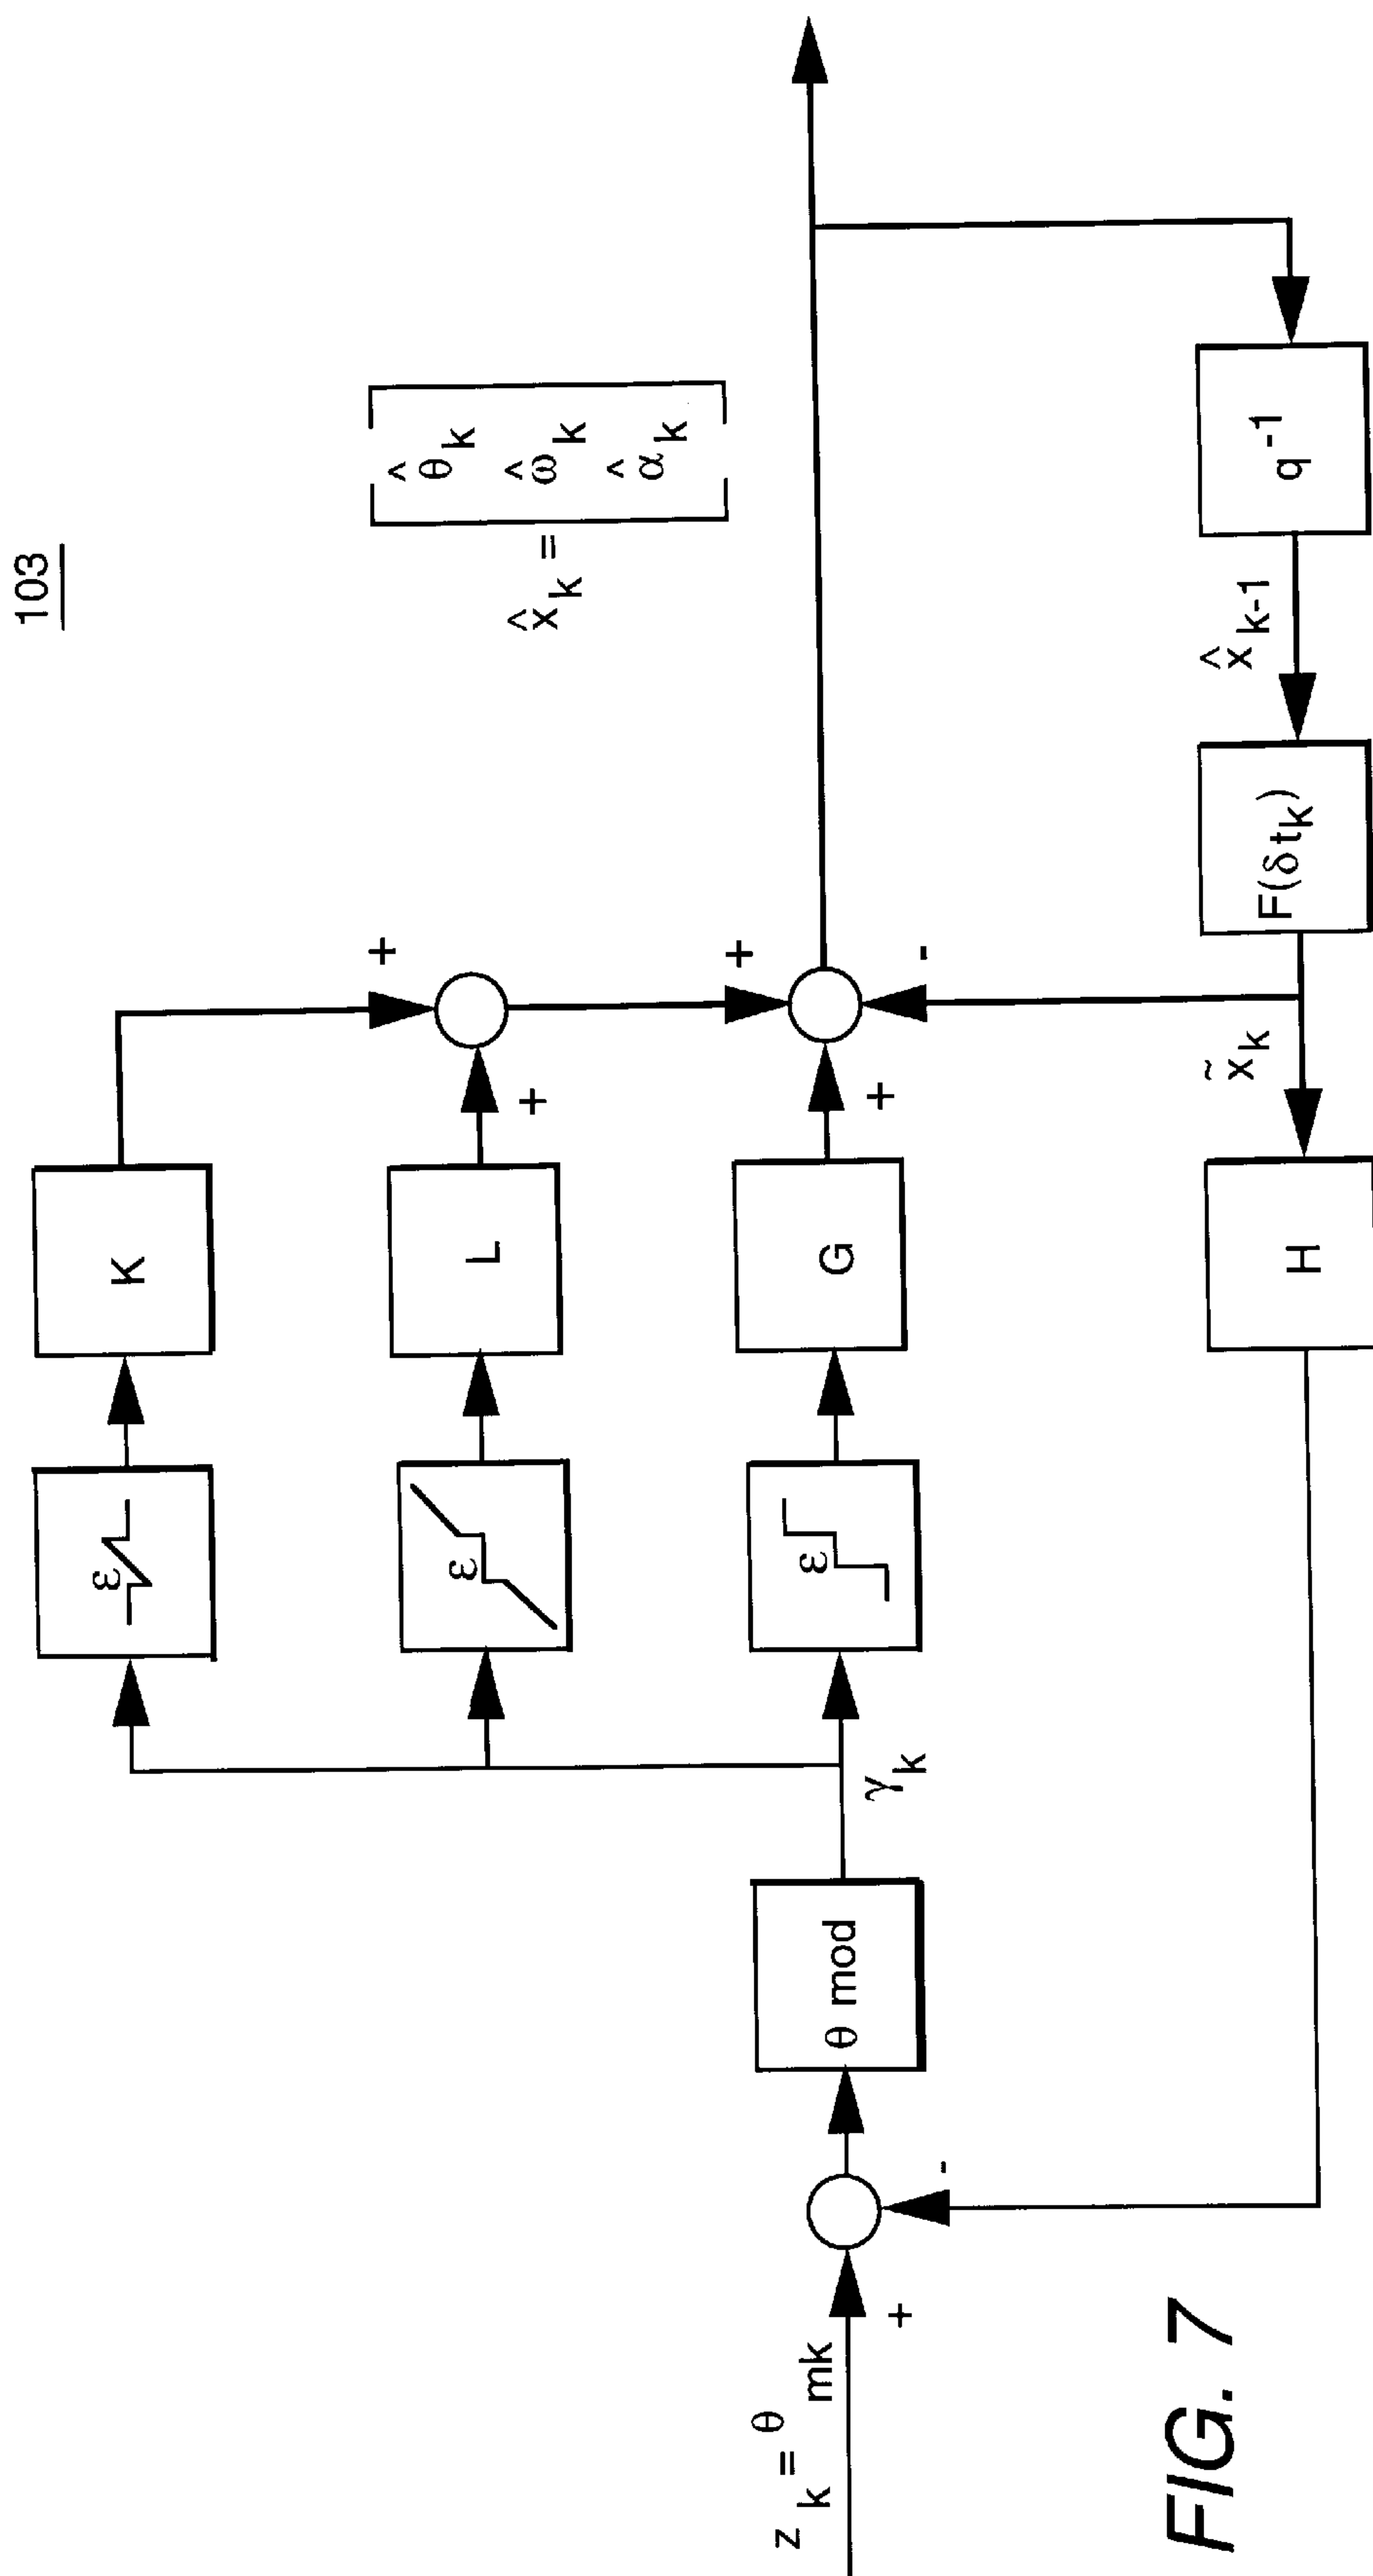 103
x̂k = [ θ̂k
ω̂k
α̂k ]
K
L
G
ε
ε
ε
+
+
+
+
-
θ mod
γk
zk = θmk
+
-
H
x̃k
F(δtk)
x̂k-1
q-1
FIG. 7